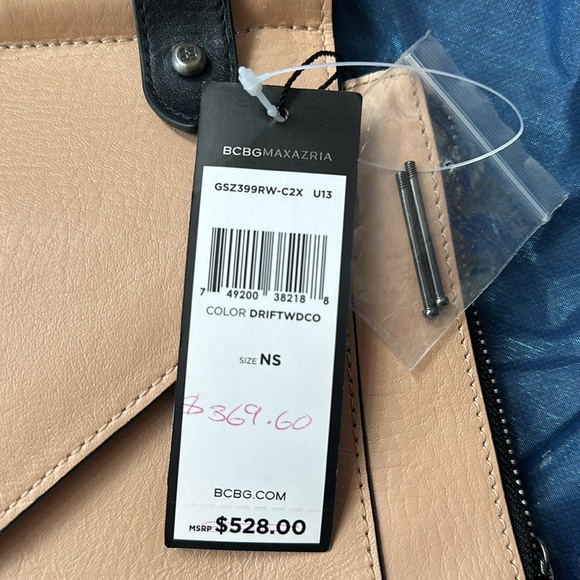 BCBGMAXAZRIA
GSZ399RW-C2X U13
7 49200 38218 8
COLOR DRIFTWDCO
SIZE NS
$369.60
BCBG.COM
MSRP $528.00